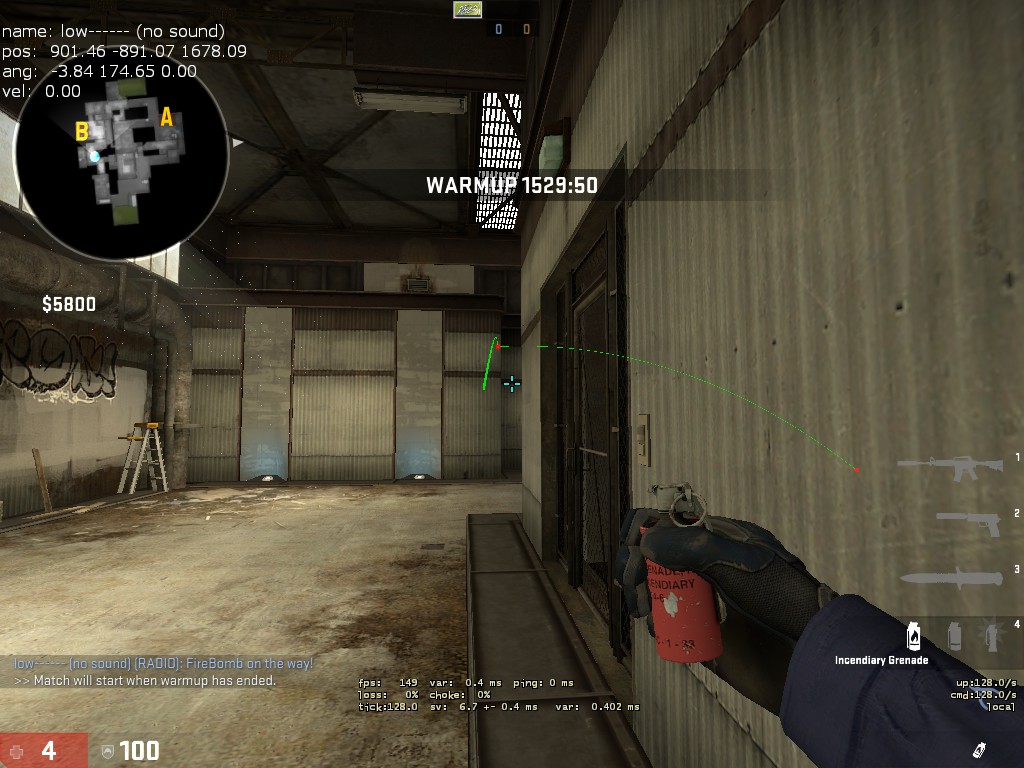 name: low------ (no sound)
pos: 901.46 -891.07 1678.09
ang: -3.84 174.65 0.00
vel: 0.00
0 0
A
B
WARMUP 1529:50
$5800
1
2
3
4
INCENDIARY
Incendiary Grenade
low------ (no sound) (RADIO): FireBomb on the way!
>> Match will start when warmup has ended.
fps: 149 var: 0.4 ms ping: 0 ms
loss: 0% choke: 0%
tick:128.0 sv: 6.7 +- 0.4 ms var: 0.402 ms
up:128.0/s
cmd:128.0/s
local
4 100